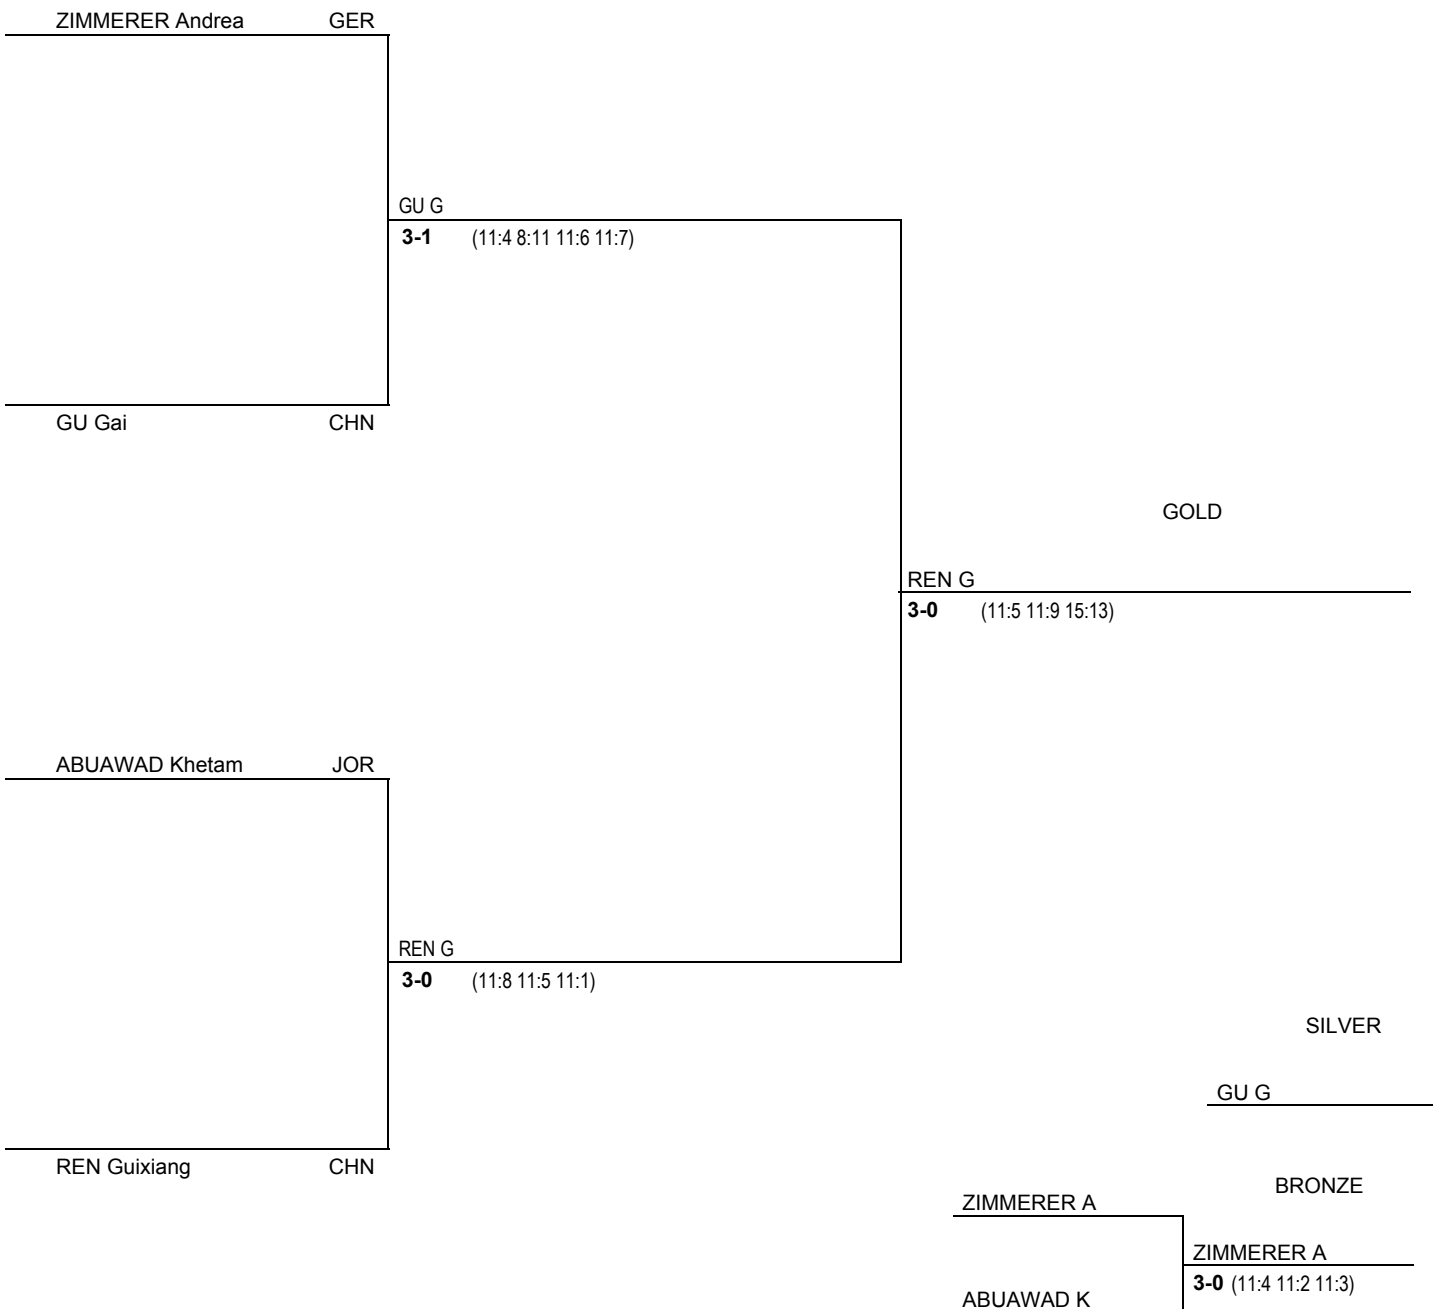 ZIMMERER Andrea GER
GU G
3-1 (11:4 8:11 11:6 11:7)
GU Gai CHN
GOLD
REN G
3-0 (11:5 11:9 15:13)
ABUAWAD Khetam JOR
REN G
3-0 (11:8 11:5 11:1)
SILVER
GU G
REN Guixiang CHN
BRONZE
ZIMMERER A
ZIMMERER A
3-0 (11:4 11:2 11:3)
ABUAWAD K